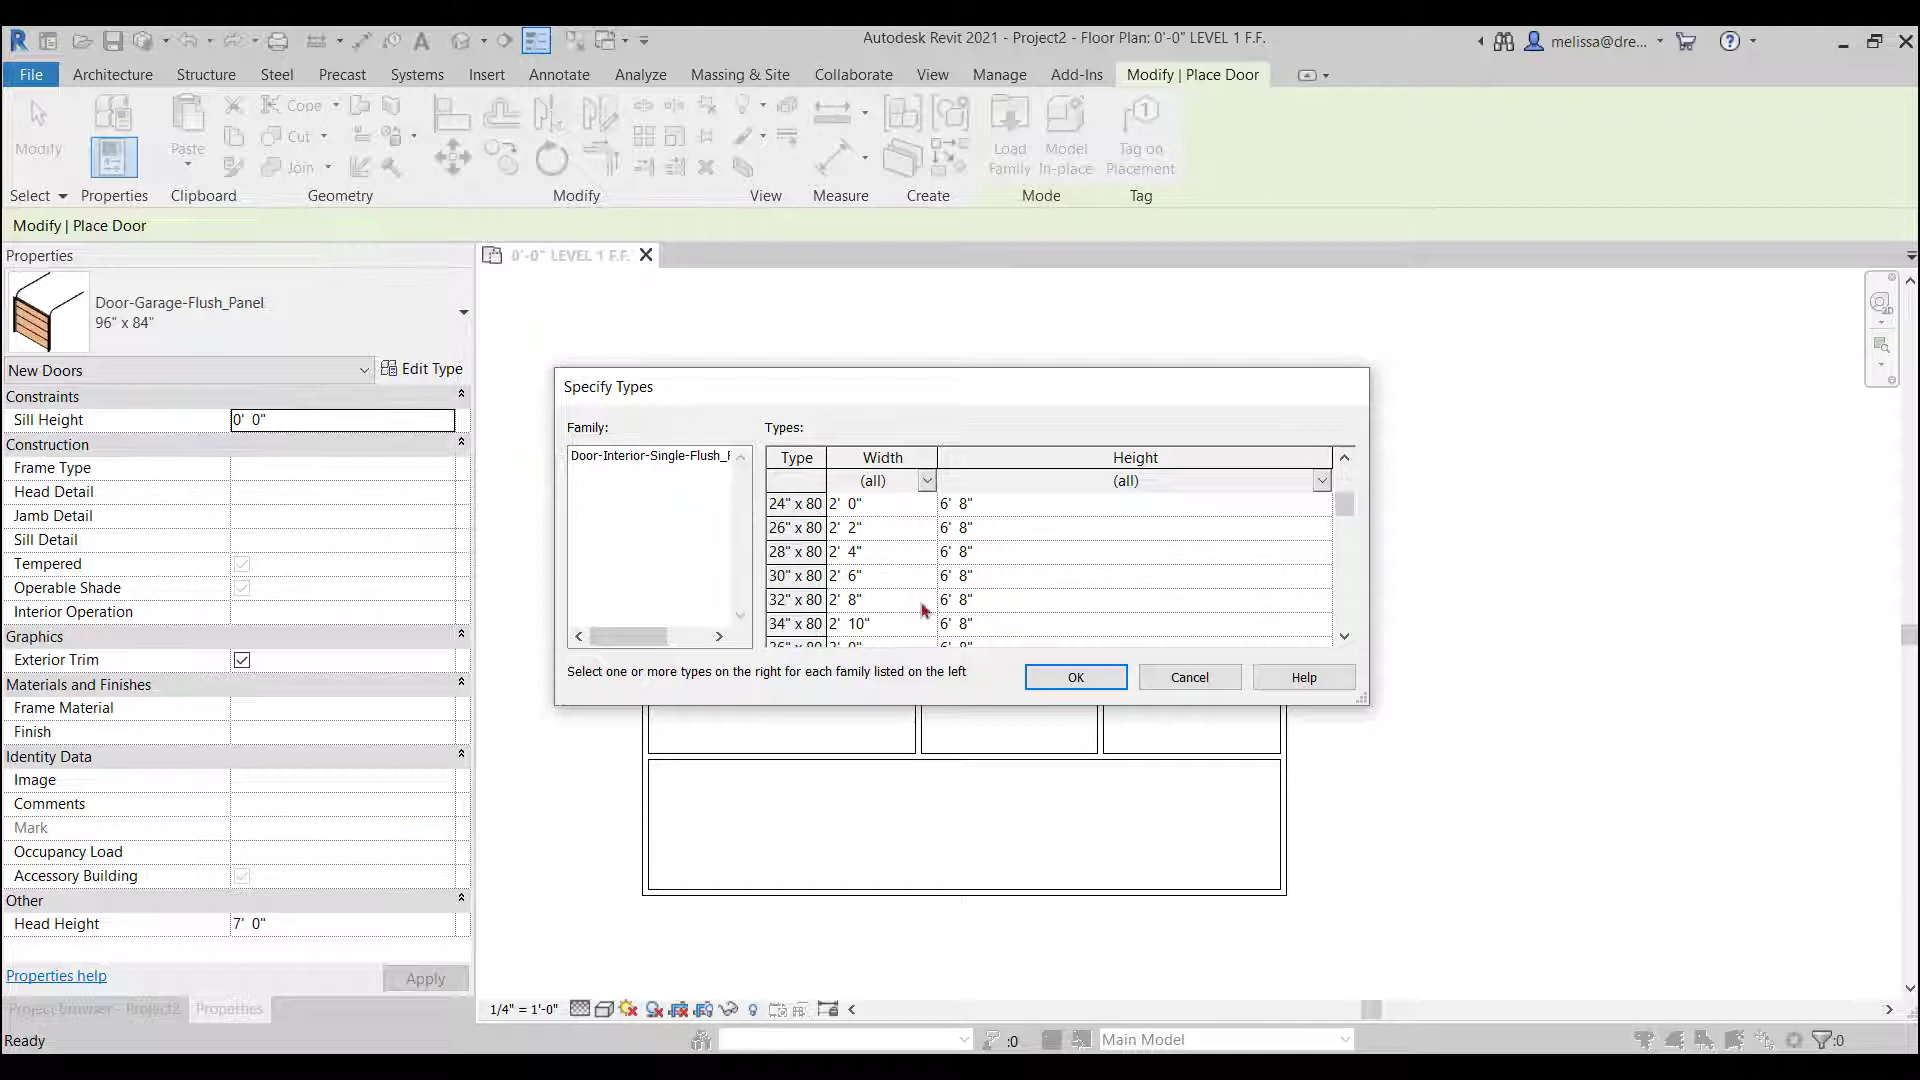 Autodesk Revit 2021 - Project2 - Floor Plan: 0'-0" LEVEL 1 F.F.
melissa@dre...
File Architecture Structure Steel Precast Systems Insert Annotate Analyze Massing & Site Collaborate View Manage Add-Ins Modify | Place Door
Modify
Paste
Cope
Cut
Join
Load Family
Model In-place
Tag on Placement
Select Properties Clipboard Geometry Modify View Measure Create Mode Tag
Modify | Place Door
Properties
0'-0" LEVEL 1 F.F.
Door-Garage-Flush_Panel
96" x 84"
New Doors Edit Type
Constraints
Sill Height 0' 0"
Construction
Frame Type
Head Detail
Jamb Detail
Sill Detail
Tempered
Operable Shade
Interior Operation
Graphics
Exterior Trim
Materials and Finishes
Frame Material
Finish
Identity Data
Image
Comments
Mark
Occupancy Load
Accessory Building
Other
Head Height 7' 0"
Properties help Apply
Project Browser - Project2 Properties
Ready
Specify Types
Family: Types:
Door-Interior-Single-Flush_
Type Width Height
(all) (all)
24" x 80 2' 0" 6' 8"
26" x 80 2' 2" 6' 8"
28" x 80 2' 4" 6' 8"
30" x 80 2' 6" 6' 8"
32" x 80 2' 8" 6' 8"
34" x 80 2' 10" 6' 8"
Select one or more types on the right for each family listed on the left
OK Cancel Help
1/4" = 1'-0"
:0 Main Model :0